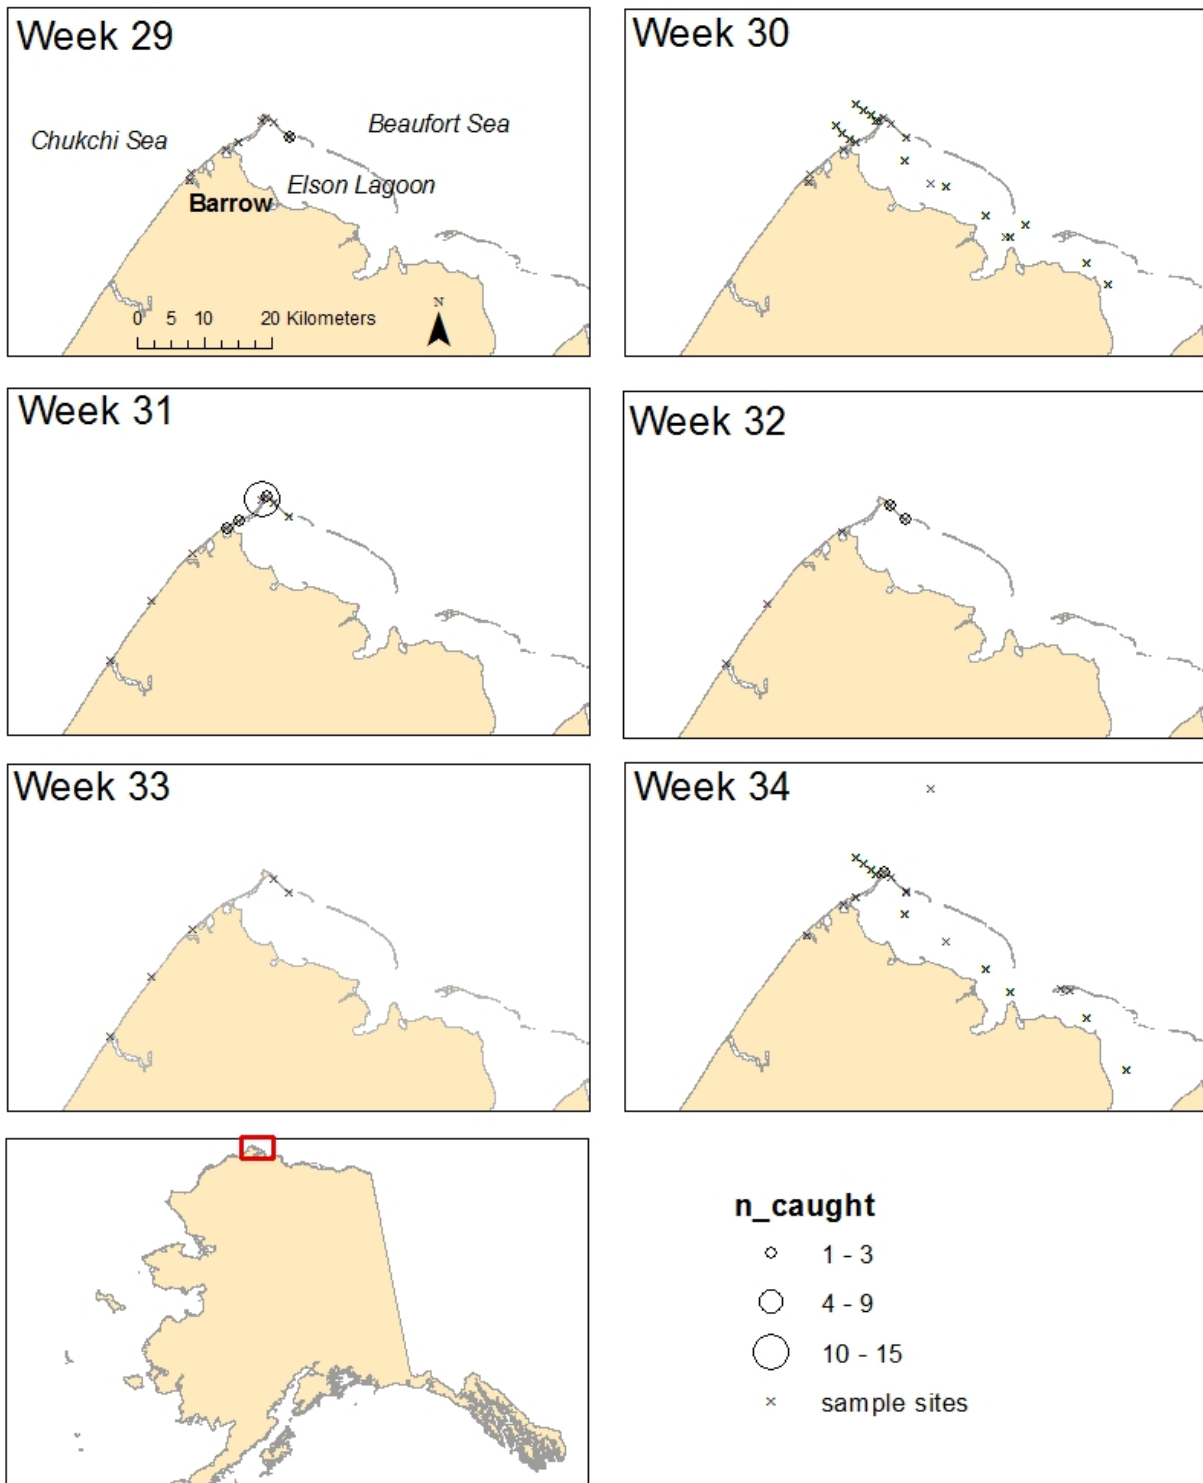 Week 29
Week 30
Chukchi Sea
Beaufort Sea
Elson Lagoon
Barrow
N
0 5 10 20 Kilometers
Week 31
Week 32
Week 33
Week 34
n_caught
1 - 3
4 - 9
10 - 15
sample sites